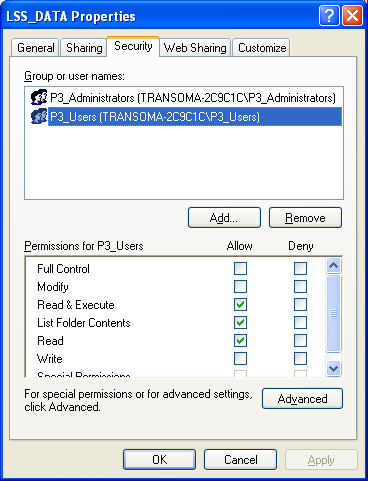 LSS_DATA Properties
General Sharing Security Web Sharing Customize
Group or user names:
P3_Administrators (TRANSOMA-2C9C1C\P3_Administrators)
P3_Users (TRANSOMA-2C9C1C\P3_Users)
Add... Remove
Permissions for P3_Users Allow Deny
Full Control
Modify
Read & Execute
List Folder Contents
Read
Write
Special Permissions
For special permissions or for advanced settings,
click Advanced.
Advanced
OK Cancel Apply